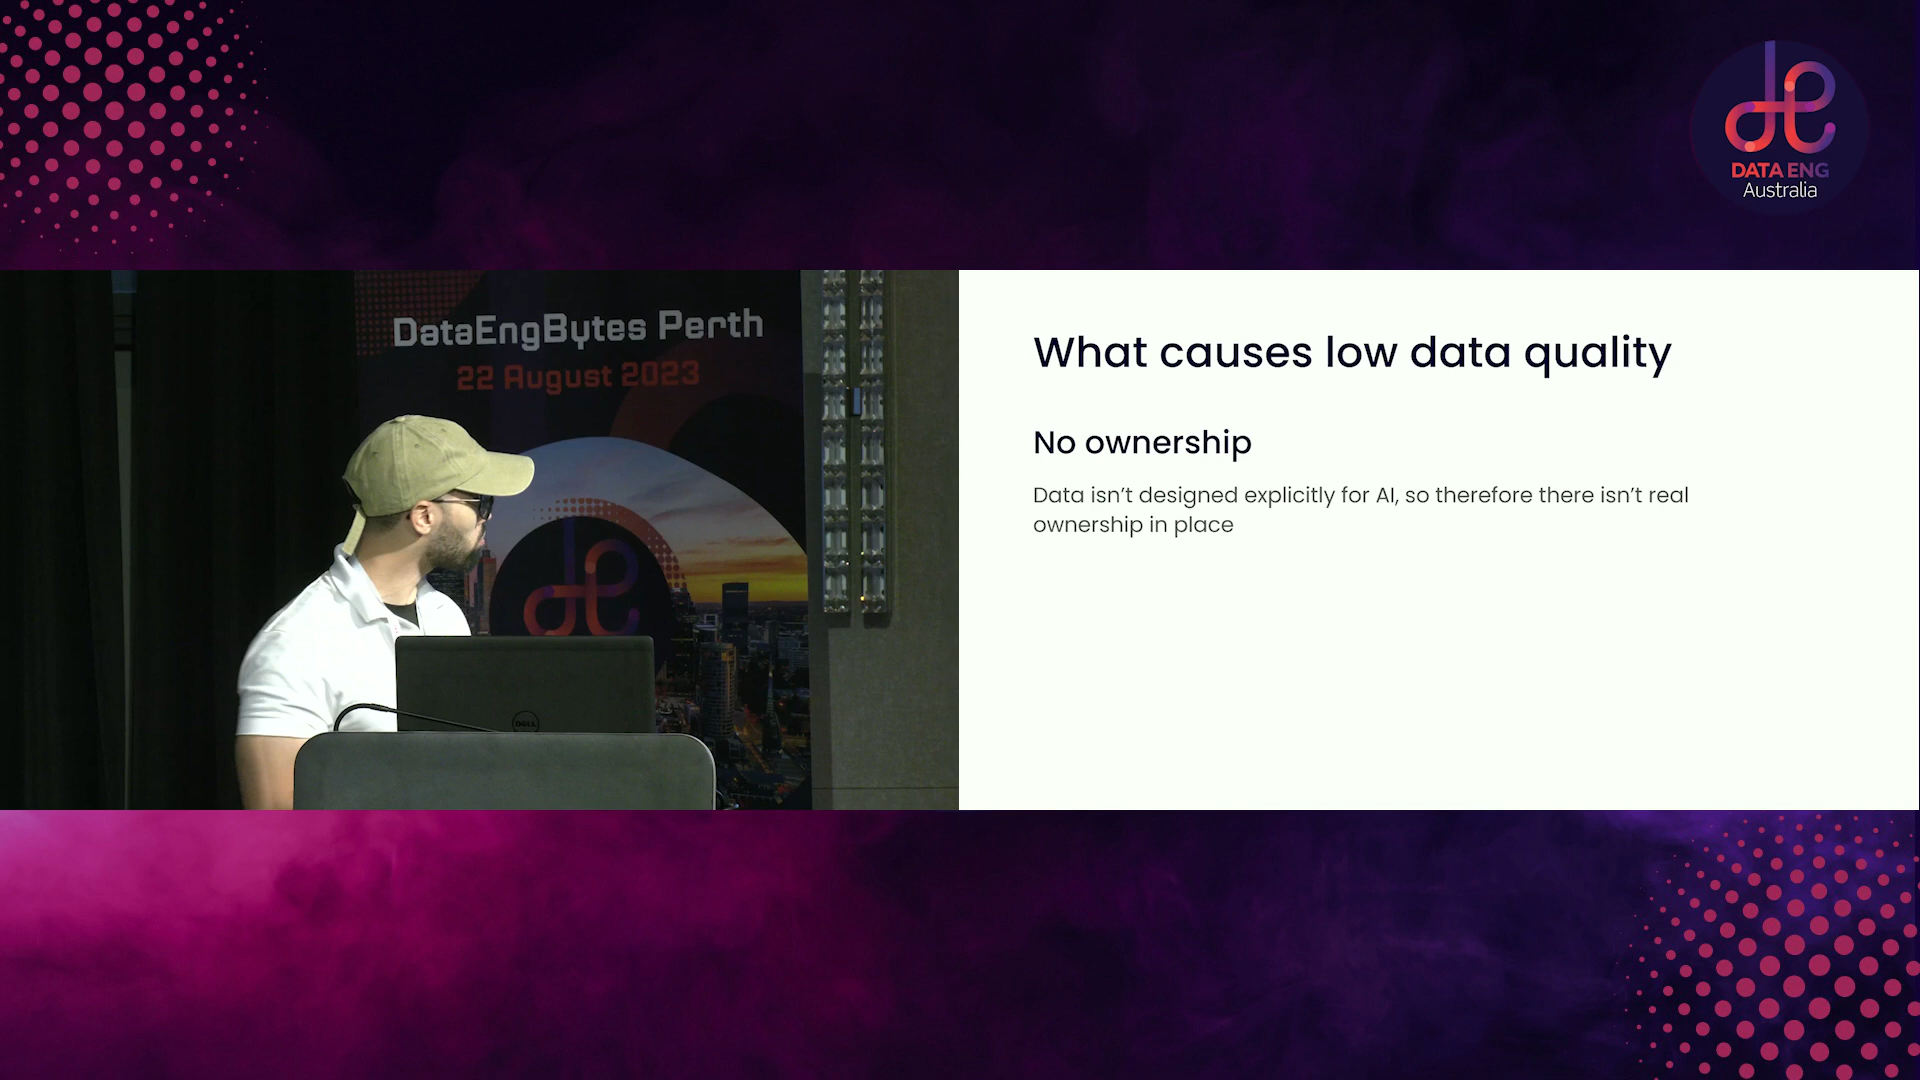 DATA ENG
Australia
DataEngBytes Perth
22 August 2023
DELL
What causes low data quality
No ownership
Data isn't designed explicitly for AI, so therefore there isn't real
ownership in place